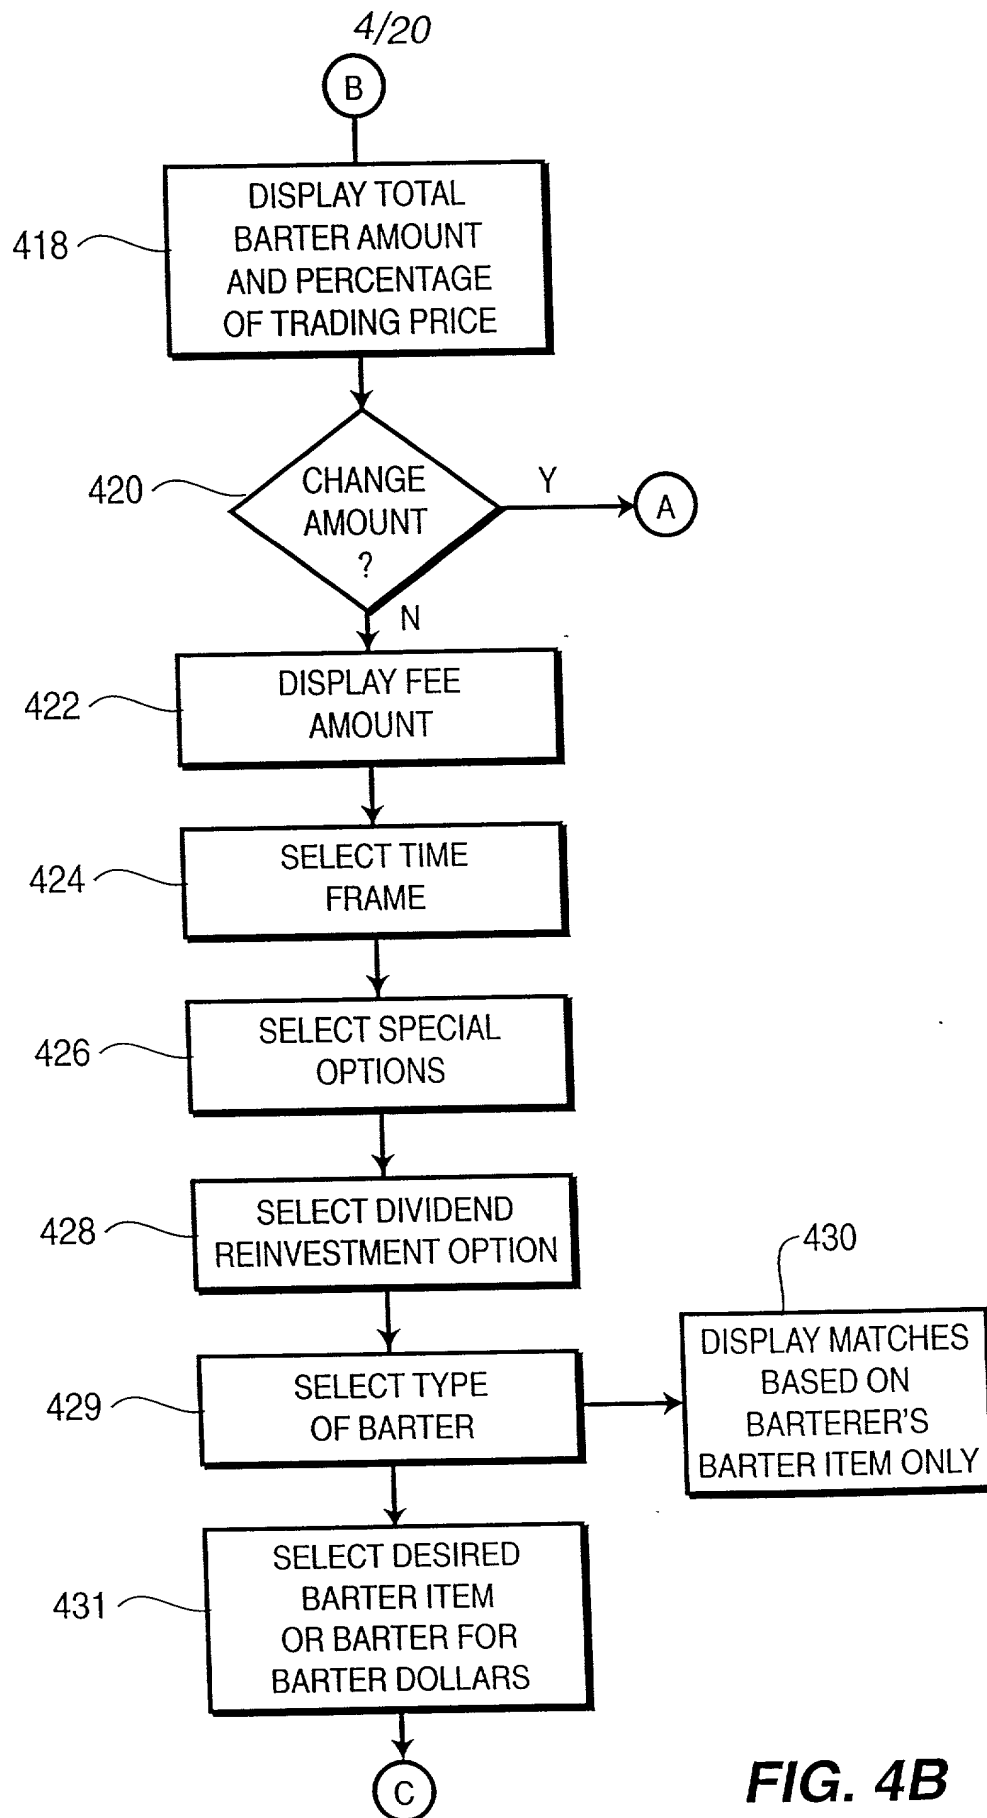 4/20
B
DISPLAY TOTAL
BARTER AMOUNT
AND PERCENTAGE
OF TRADING PRICE
418
CHANGE
AMOUNT
?
420
Y
A
N
DISPLAY FEE
AMOUNT
422
SELECT TIME
FRAME
424
SELECT SPECIAL
OPTIONS
426
SELECT DIVIDEND
REINVESTMENT OPTION
428
SELECT TYPE
OF BARTER
429
430
DISPLAY MATCHES
BASED ON
BARTERER'S
BARTER ITEM ONLY
SELECT DESIRED
BARTER ITEM
OR BARTER FOR
BARTER DOLLARS
431
C
FIG. 4B